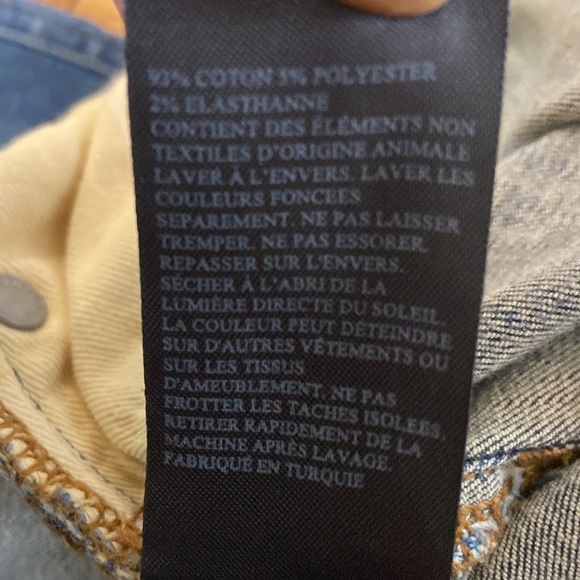 93% COTON 5% POLYESTER
2% ELASTHANNE
CONTIENT DES ÉLÉMENTS NON
TEXTILES D'ORIGINE ANIMALE
LAVER À L'ENVERS. LAVER LES
COULEURS FONCEES
SEPAREMENT. NE PAS LAISSER
TREMPER. NE PAS ESSORER.
REPASSER SUR L'ENVERS.
SÉCHER À L'ABRI DE LA
LUMIÈRE DIRECTE DU SOLEIL.
LA COULEUR PEUT DÉTEINDRE
SUR D'AUTRES VÊTEMENTS OU
SUR LES TISSUS
D'AMEUBLEMENT. NE PAS
FROTTER LES TACHES ISOLEES.
RETIRER RAPIDEMENT DE LA
MACHINE APRÈS LAVAGE.
FABRIQUÉ EN TURQUIE